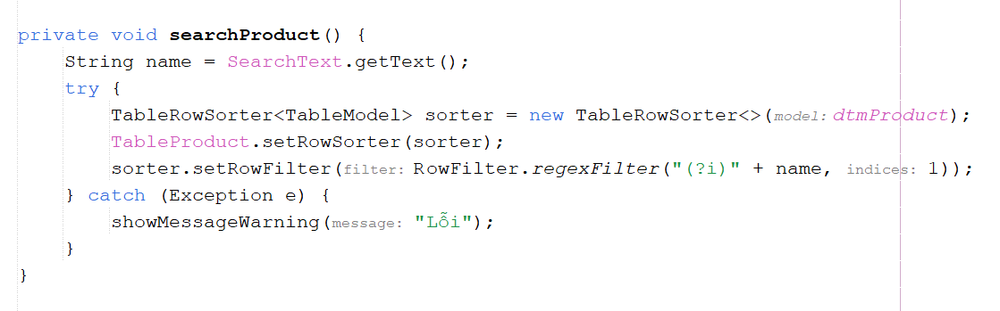 private void searchProduct() {
    String name = SearchText.getText();
    try {
        TableRowSorter<TableModel> sorter = new TableRowSorter<>(model: dtmProduct);
        TableProduct.setRowSorter(sorter);
        sorter.setRowFilter(filter: RowFilter.regexFilter("(?i)" + name, indices: 1));
    } catch (Exception e) {
        showMessageWarning(message: "Lỗi");
    }
}